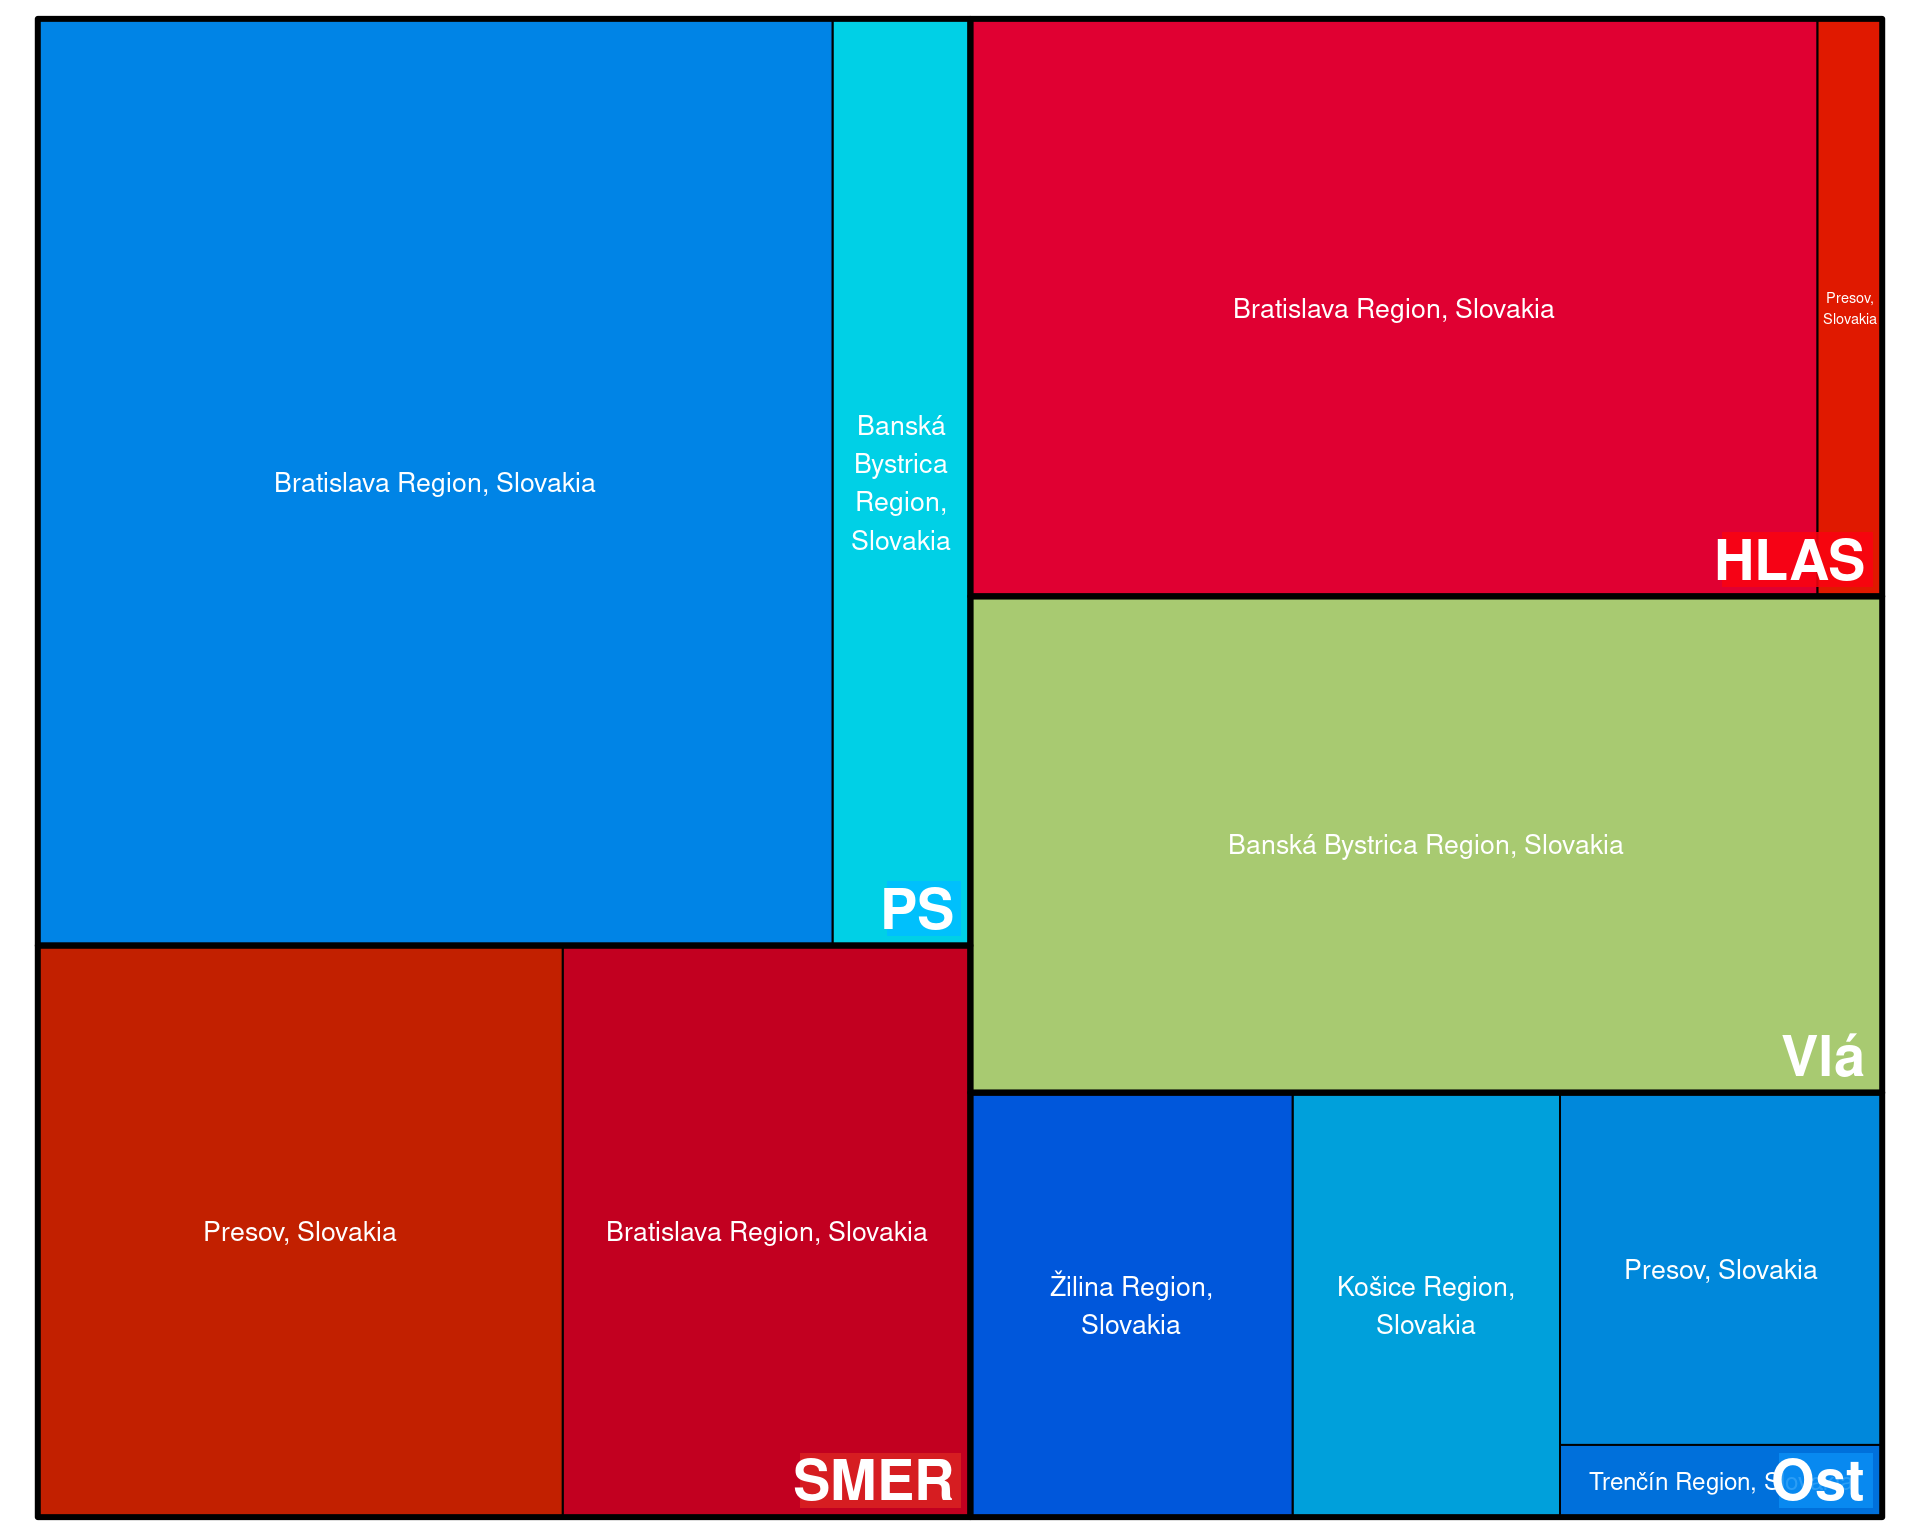 Bratislava Region, Slovakia
Banská
Bystrica
Region,
Slovakia
PS
Bratislava Region, Slovakia
Presov,
Slovakia
HLAS
Banská Bystrica Region, Slovakia
Vlá
Presov, Slovakia
Bratislava Region, Slovakia
SMER
Žilina Region,
Slovakia
Košice Region,
Slovakia
Presov, Slovakia
Trenčín Region,
Ost